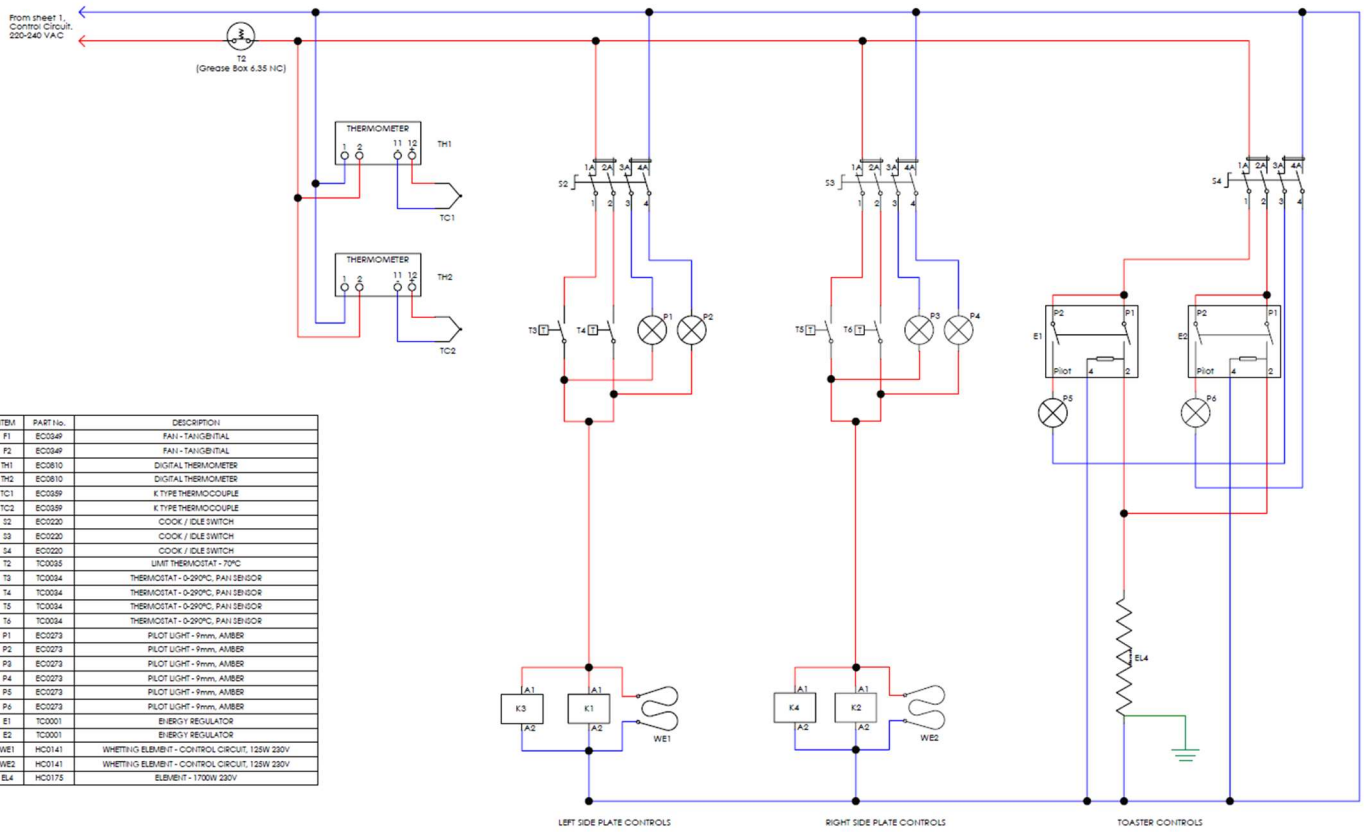 From sheet 1,
Control Circuit.
220-240 VAC
T2
(Grease Box 6.35 NC)
THERMOMETER
1 2 11 12
- +
TH1
TC1
THERMOMETER
1 2 11 12
- +
TH2
TC2
1A 2A 3A 4A
S2
1 2 3 4
T3 T T4 T P1 P2
1A 2A 3A 4A
S3
1 2 3 4
T5 T T6 T P3 P4
1A 2A 3A 4A
S4
1 2 3 4
P2 P1
E1
Pilot 4 2
P5
P2 P1
E2
Pilot 4 2
P6
ITEM PART No. DESCRIPTION
F1 EC0349 FAN - TANGENTIAL
F2 EC0349 FAN - TANGENTIAL
TH1 EC0810 DIGITAL THERMOMETER
TH2 EC0810 DIGITAL THERMOMETER
TC1 EC0359 K TYPE THERMOCOUPLE
TC2 EC0359 K TYPE THERMOCOUPLE
S2 EC0220 COOK / IDLE SWITCH
S3 EC0220 COOK / IDLE SWITCH
S4 EC0220 COOK / IDLE SWITCH
T2 TC0035 LIMIT THERMOSTAT - 70°C
T3 TC0034 THERMOSTAT - 0-290°C, PAN SENSOR
T4 TC0034 THERMOSTAT - 0-290°C, PAN SENSOR
T5 TC0034 THERMOSTAT - 0-290°C, PAN SENSOR
T6 TC0034 THERMOSTAT - 0-290°C, PAN SENSOR
P1 EC0273 PILOT LIGHT - 9mm, AMBER
P2 EC0273 PILOT LIGHT - 9mm, AMBER
P3 EC0273 PILOT LIGHT - 9mm, AMBER
P4 EC0273 PILOT LIGHT - 9mm, AMBER
P5 EC0273 PILOT LIGHT - 9mm, AMBER
P6 EC0273 PILOT LIGHT - 9mm, AMBER
E1 TC0001 ENERGY REGULATOR
E2 TC0001 ENERGY REGULATOR
WE1 HC0141 WHETTING ELEMENT - CONTROL CIRCUIT, 125W 230V
WE2 HC0141 WHETTING ELEMENT - CONTROL CIRCUIT, 125W 230V
EL4 HC0175 ELEMENT - 1700W 230V
A1 A1
K3 K1
A2 A2
WE1
A1 A1
K4 K2
A2 A2
WE2
EL4
LEFT SIDE PLATE CONTROLS
RIGHT SIDE PLATE CONTROLS
TOASTER CONTROLS